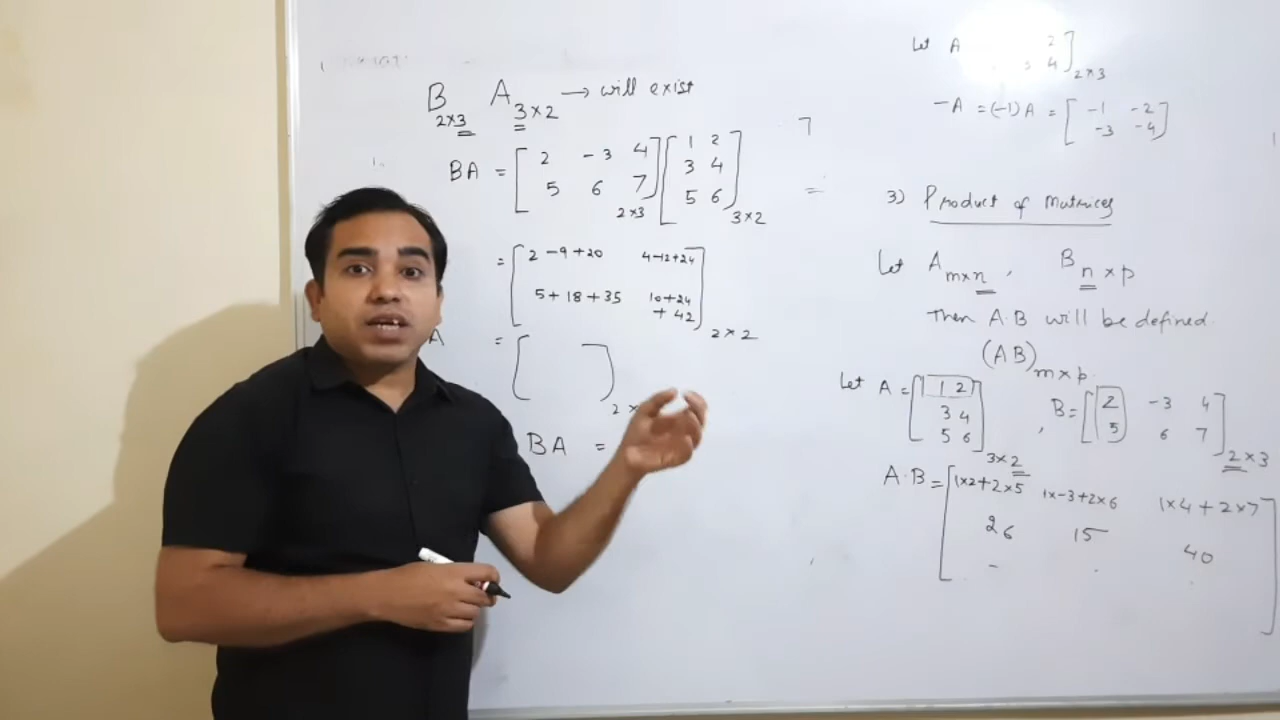 B 2×3 A 3×2 → will exist
BA = [ 2 -3 4
5 6 7 ] 2×3 [ 1 2
3 4
5 6 ] 3×2
= [ 2-9+20 4-12+24
5+18+35 10+24
+42 ] 2×2
A = [ ] 2×
BA =
Let A 2
4 ] 2×3
-A = (-1)A = [ -1 -2
-3 -4 ]
3) Product of Matrices
Let A m×n , B n×p
Then A·B will be defined.
(AB) m×p
Let A = [ 1 2
3 4
5 6 ] 3×2 , B = [ 2 -3 4
5 6 7 ] 2×3
A·B = [ 1×2+2×5 1×-3+2×6 1×4+2×7
26 15 40
- · · ]